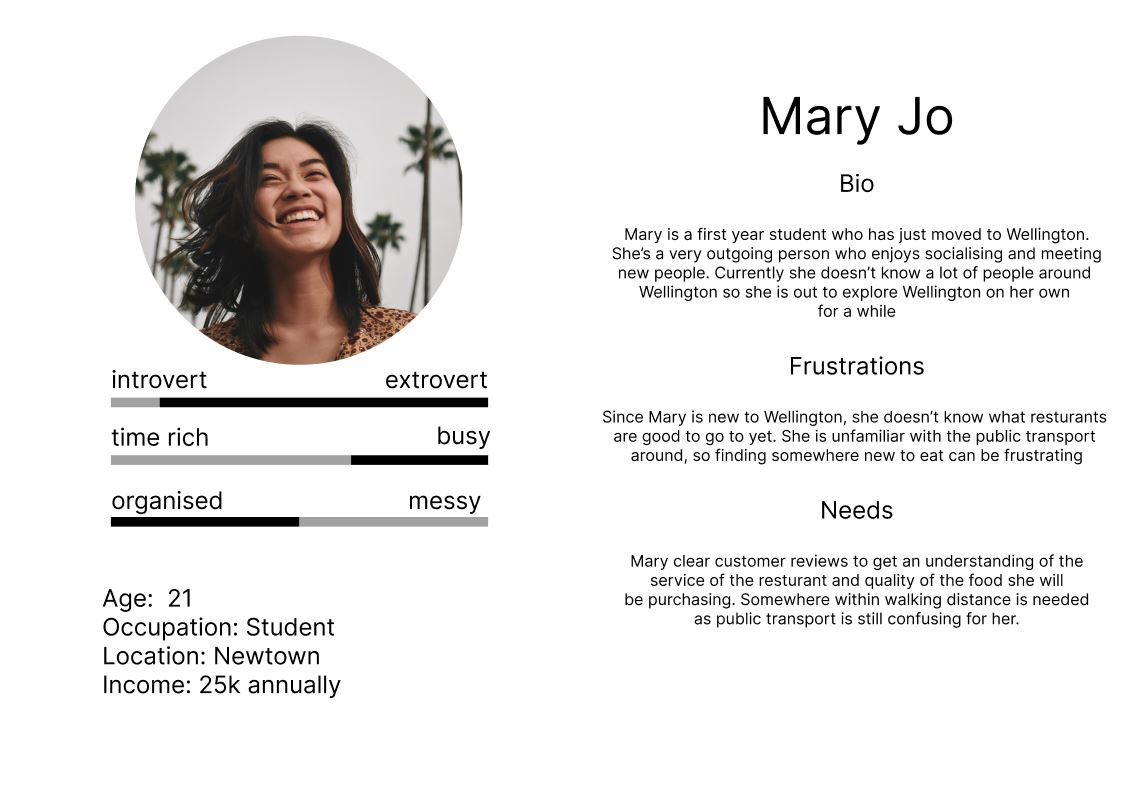 introvert extrovert
time rich busy
organised messy
Age: 21
Occupation: Student
Location: Newtown
Income: 25k annually
Mary Jo
Bio
Mary is a first year student who has just moved to Wellington.
She's a very outgoing person who enjoys socialising and meeting
new people. Currently she doesn't know a lot of people around
Wellington so she is out to explore Wellington on her own
for a while
Frustrations
Since Mary is new to Wellington, she doesn't know what resturants
are good to go to yet. She is unfamiliar with the public transport
around, so finding somewhere new to eat can be frustrating
Needs
Mary clear customer reviews to get an understanding of the
service of the resturant and quality of the food she will
be purchasing. Somewhere within walking distance is needed
as public transport is still confusing for her.